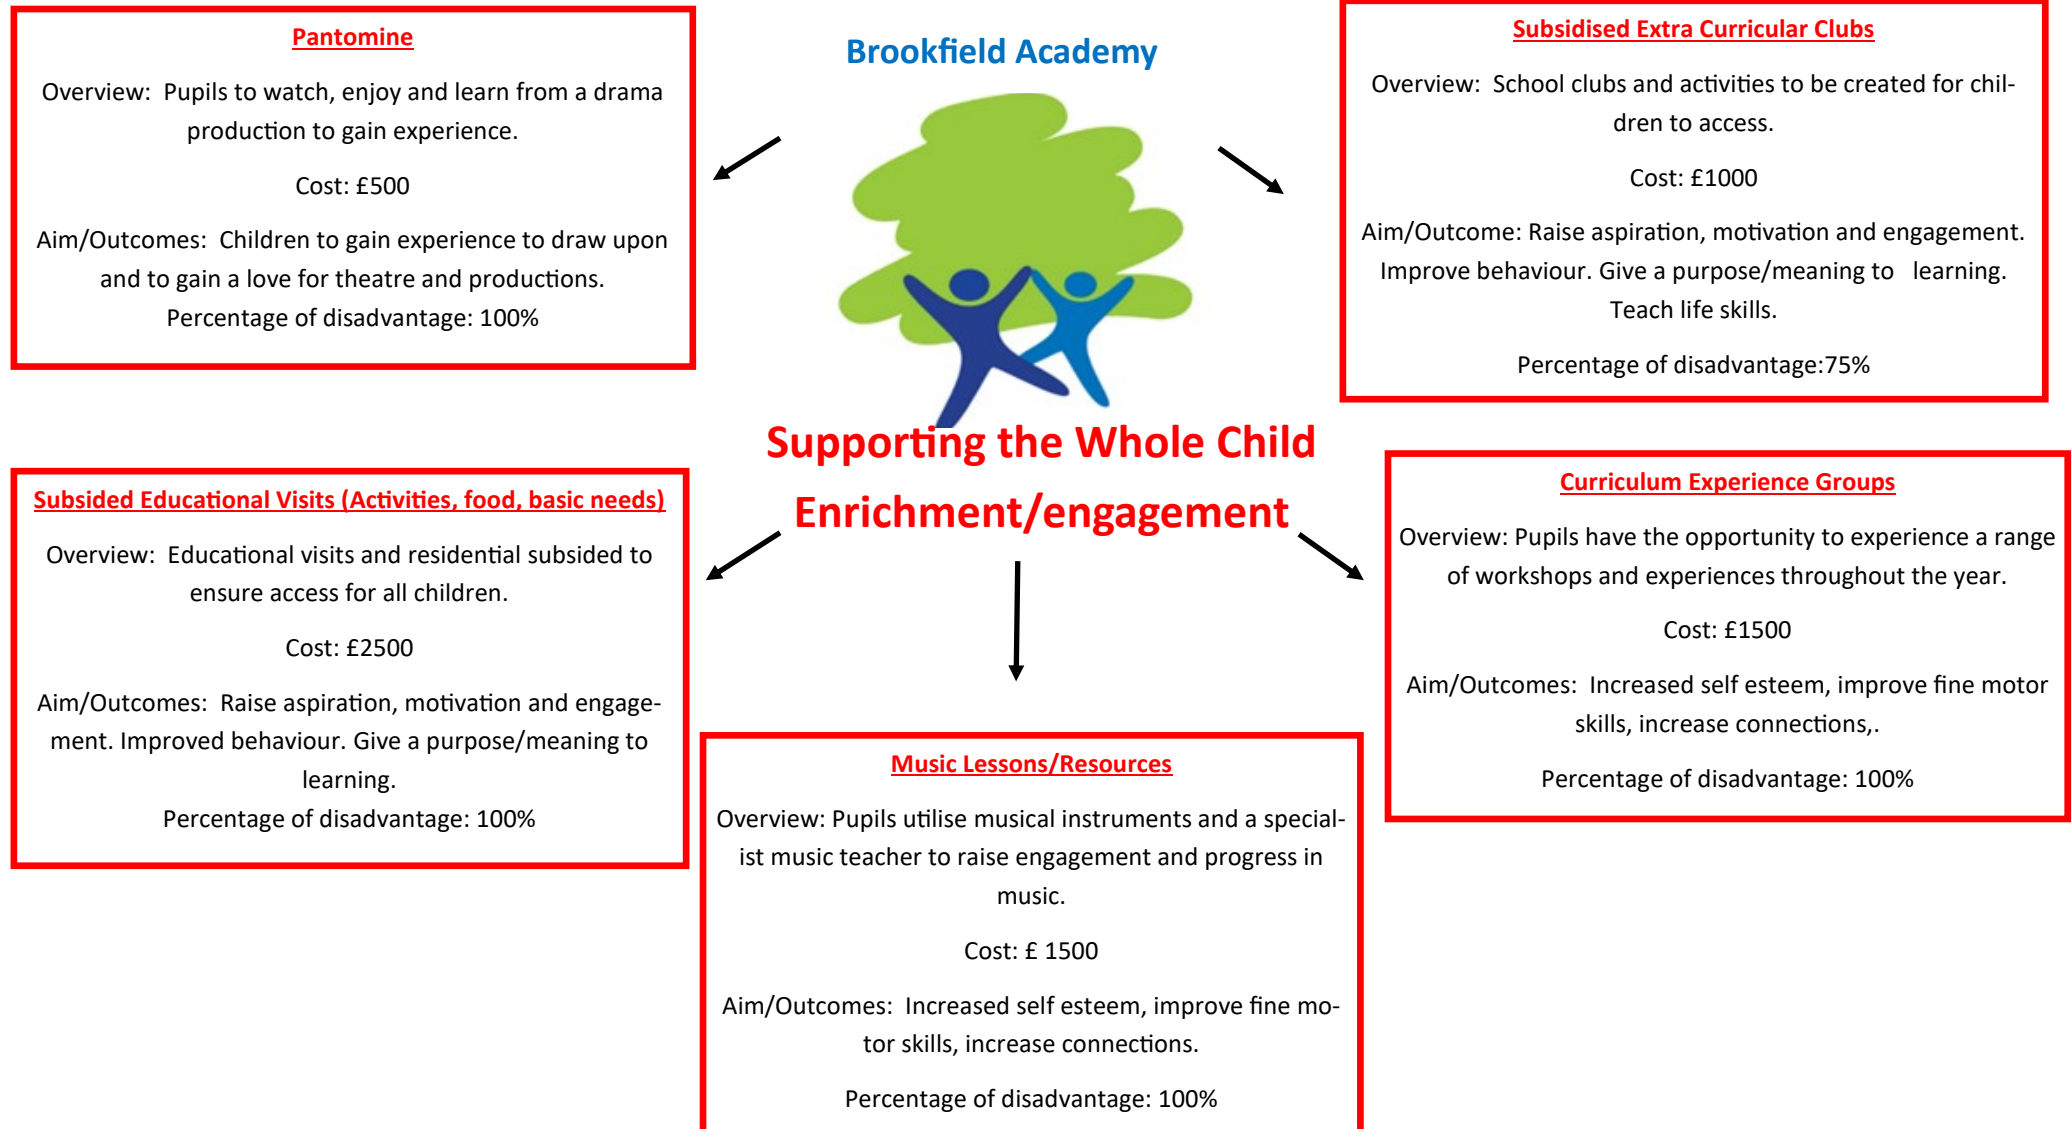 Pantomine
Overview:  Pupils to watch, enjoy and learn from a drama
production to gain experience.
Cost: £500
Aim/Outcomes:  Children to gain experience to draw upon
and to gain a love for theatre and productions.
Percentage of disadvantage: 100%
Brookfield Academy
Subsidised Extra Curricular Clubs
Overview:  School clubs and activities to be created for chil-
dren to access.
Cost: £1000
Aim/Outcome: Raise aspiration, motivation and engagement.
Improve behaviour. Give a purpose/meaning to   learning.
Teach life skills.
Percentage of disadvantage:75%
Supporting the Whole Child
Enrichment/engagement
Subsided Educational Visits (Activities, food, basic needs)
Overview:  Educational visits and residential subsided to
ensure access for all children.
Cost: £2500
Aim/Outcomes:  Raise aspiration, motivation and engage-
ment. Improved behaviour. Give a purpose/meaning to
learning.
Percentage of disadvantage: 100%
Curriculum Experience Groups
Overview: Pupils have the opportunity to experience a range
of workshops and experiences throughout the year.
Cost: £1500
Aim/Outcomes:  Increased self esteem, improve fine motor
skills, increase connections,.
Percentage of disadvantage: 100%
Music Lessons/Resources
Overview: Pupils utilise musical instruments and a special-
ist music teacher to raise engagement and progress in
music.
Cost: £ 1500
Aim/Outcomes:  Increased self esteem, improve fine mo-
tor skills, increase connections.
Percentage of disadvantage: 100%